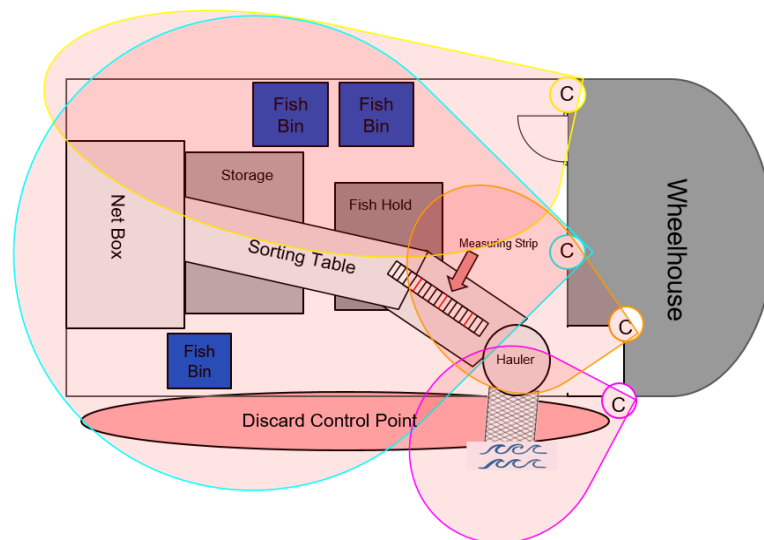 C
Fish
Bin
Fish
Bin
Storage
Fish Hold
Net Box
Sorting Table
Measuring Strip
C
Wheelhouse
C
Fish
Bin
Hauler
C
Discard Control Point